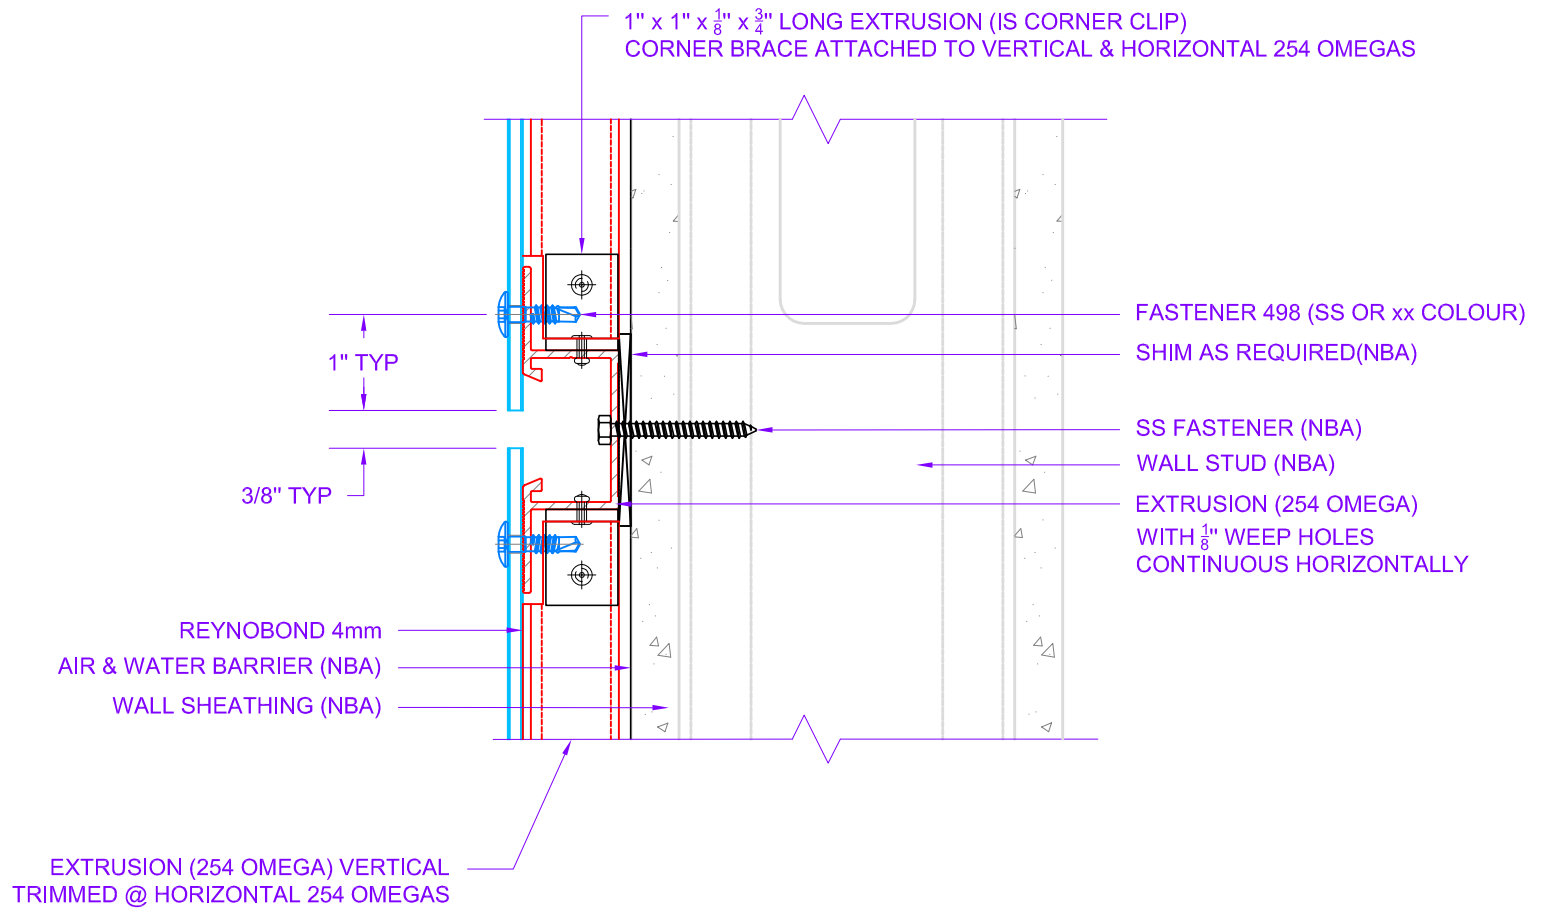 1" x 1" x 1/8" x 3/4" LONG EXTRUSION (IS CORNER CLIP)
CORNER BRACE ATTACHED TO VERTICAL & HORIZONTAL 254 OMEGAS
FASTENER 498 (SS OR xx COLOUR)
SHIM AS REQUIRED(NBA)
1" TYP
SS FASTENER (NBA)
WALL STUD (NBA)
3/8" TYP
EXTRUSION (254 OMEGA)
WITH 1/8" WEEP HOLES
CONTINUOUS HORIZONTALLY
REYNOBOND 4mm
AIR & WATER BARRIER (NBA)
WALL SHEATHING (NBA)
EXTRUSION (254 OMEGA) VERTICAL
TRIMMED @ HORIZONTAL 254 OMEGAS